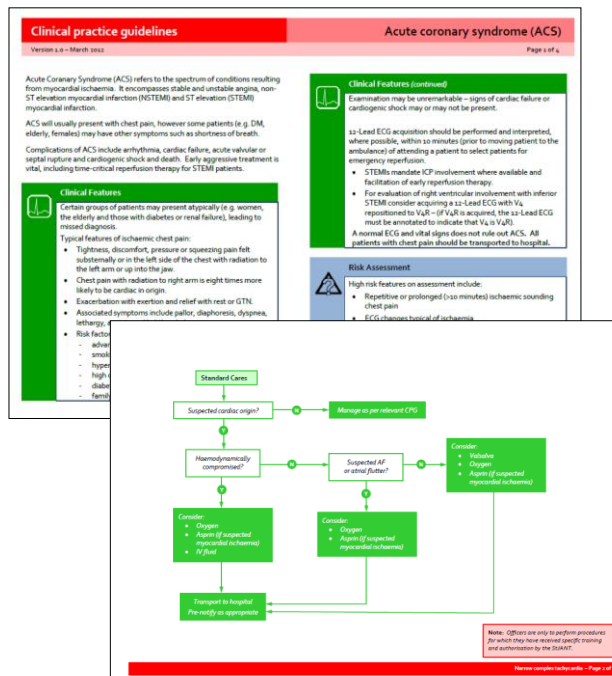 Clinical practice guidelines
Acute coronary syndrome (ACS)
Version 1.0 – March 2012
Page 1 of 4
Acute Coranary Syndrome (ACS) refers to the spectrum of conditions resulting
from myocardial ischaemia. It encompasses stable and unstable angina, non-
ST elevation myocardial infarction (NSTEMI) and ST elevation (STEMI)
myocardial infarction.
ACS will usually present with chest pain, however some patients (e.g. DM,
elderly, females) may have other symptoms such as shortness of breath.
Complications of ACS include arrhythmia, cardiac failure, acute valvular or
septal rupture and cardiogenic shock and death. Early aggressive treatment is
vital, including time-critical reperfusion therapy for STEMI patients.
Clinical Features
Certain groups of patients may present atypically (e.g. women,
the elderly and those with diabetes or renal failure), leading to
missed diagnosis.
Typical features of ischaemic chest pain:
• Tightness, discomfort, pressure or squeezing pain felt
substernally or in the left side of the chest with radiation to
the left arm or up into the jaw.
• Chest pain with radiation to right arm is eight times more
likely to be cardiac in origin.
• Exacerbation with exertion and relief with rest or GTN.
• Associated symptoms include pallor, diaphoresis, dyspnea,
lethargy,
• Risk
Clinical Features (continued)
Examination may be unremarkable – signs of cardiac failure or
cardiogenic shock may or may not be present.
12-Lead ECG acquisition should be performed and interpreted,
where possible, within 10 minutes (prior to moving patient to the
ambulance) of attending a patient to select patients for
emergency reperfusion.
• STEMIs mandate ICP involvement where available and
facilitation of early reperfusion therapy.
• For evaluation of right ventricular involvement with inferior
STEMI consider acquiring a 12-Lead ECG with V4
repositioned to V4R – (if V4R is acquired, the 12-Lead ECG
must be annotated to indicate that V4 is V4R).
A normal ECG and vital signs does not rule out ACS. All
patients with chest pain should be transported to hospital.
Risk Assessment
High risk features on assessment include:
• Repetitive or prolonged (>10 minutes) ischaemic sounding
chest pain
• ECG changes typical of ischaemia
Standard Cares
Suspected cardiac origin?
N
Manage as per relevant CPG
Y
Haemodynamically
compromised?
N
Suspected AF
or atrial flutter?
N
Consider:
• Valsalva
• Oxygen
• Asprin (if suspected
myocardial ischaemia)
Y
Y
Consider:
• Oxygen
• Asprin (if suspected
myocardial ischaemia)
• IV fluid
Consider:
• Oxygen
• Asprin (if suspected
myocardial ischaemia)
Transport to hospital
Pre-notify as appropriate
Note: Officers are only to perform procedures
for which they have received specific training
and authorisation by the StJANT.
Narrow complex tachycardia – Page 2 of